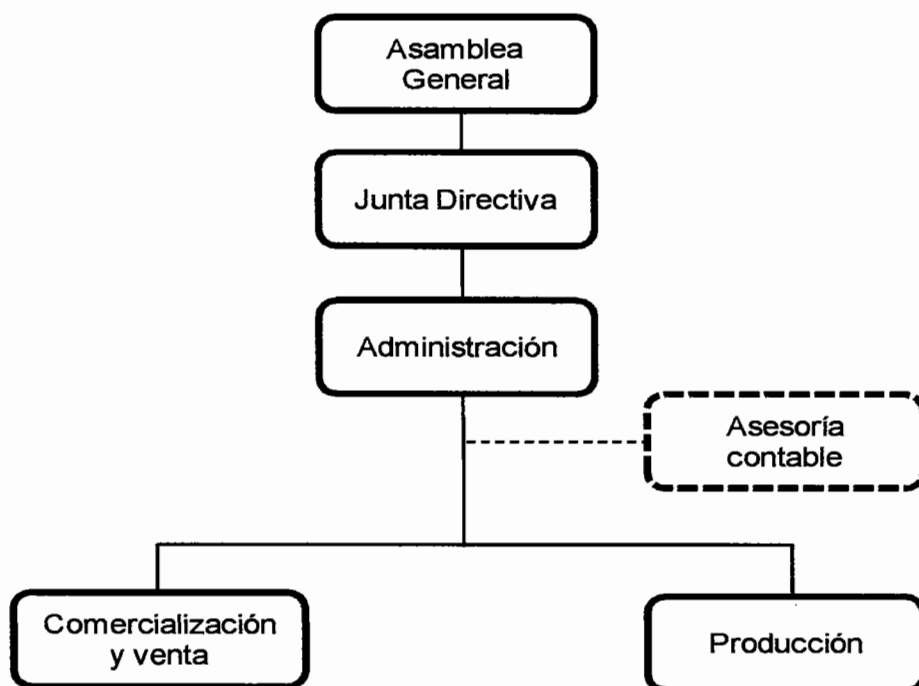 Asamblea
General
Junta Directiva
Administración
Asesoría
contable
Comercialización
y venta
Producción